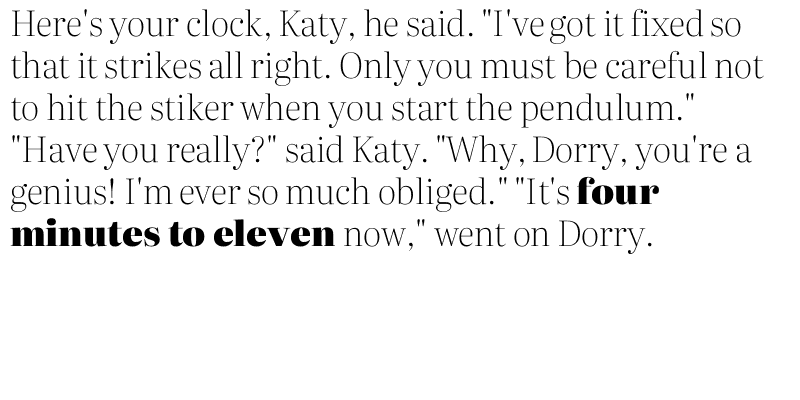 Here's your clock, Katy, he said. "I've got it fixed so
that it strikes all right. Only you must be careful not
to hit the stiker when you start the pendulum."
"Have you really?" said Katy. "Why, Dorry, you're a
genius! I'm ever so much obliged." "It's four
minutes to eleven now," went on Dorry.